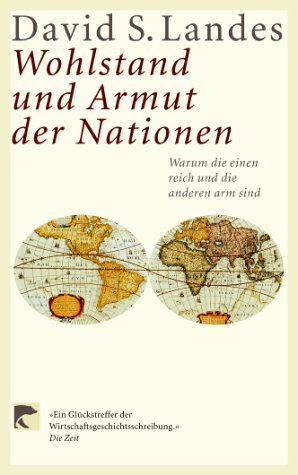 David S. Landes
Wohlstand
und Armut
der Nationen
Warum die einen
reich und die
anderen arm sind
»Ein Glückstreffer der
Wirtschaftsgeschichtsschreibung.«
Die Zeit